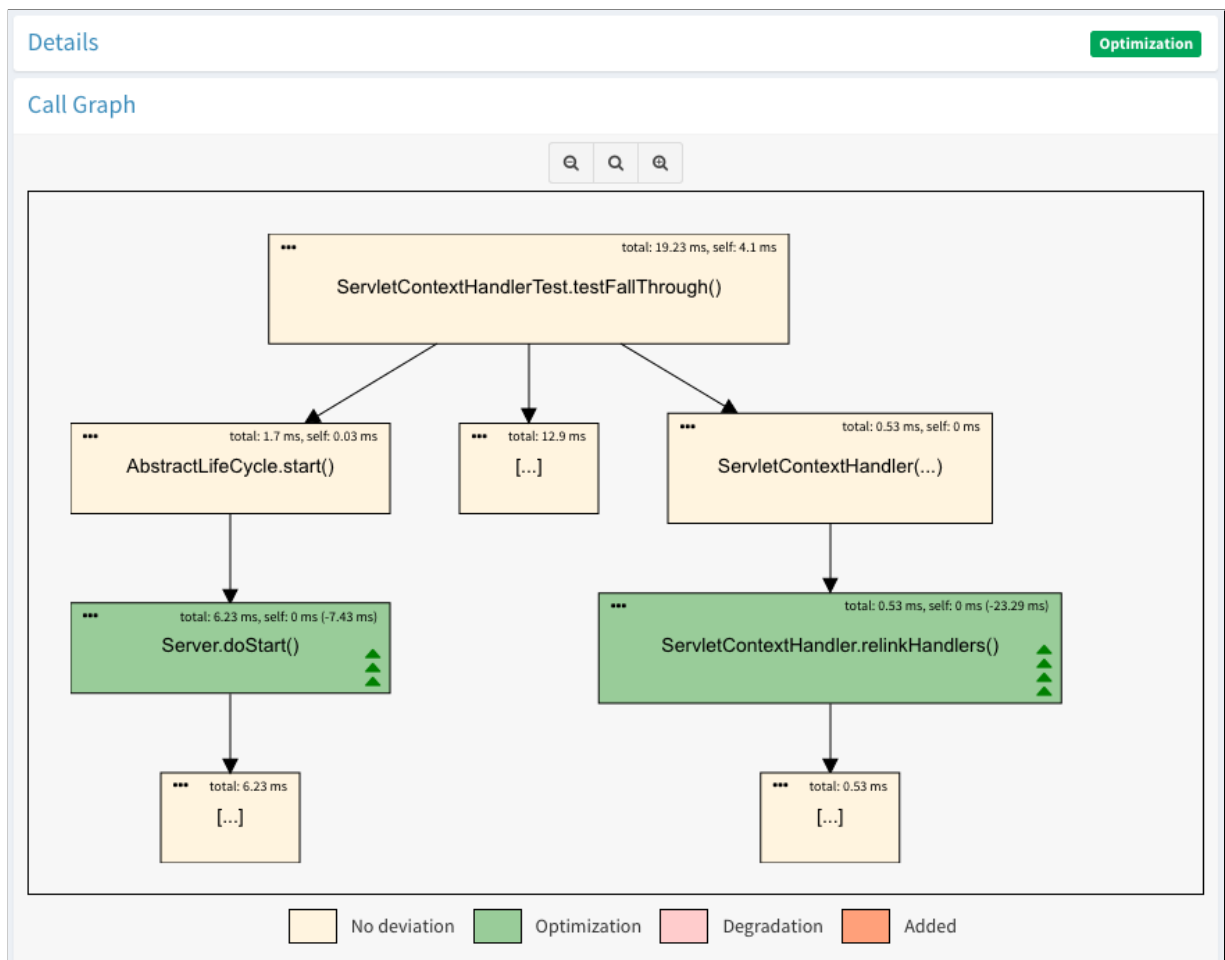 Details
Optimization
Call Graph
total: 19.23 ms, self: 4.1 ms
ServletContextHandlerTest.testFallThrough()
total: 1.7 ms, self: 0.03 ms
AbstractLifeCycle.start()
total: 12.9 ms
[...]
total: 0.53 ms, self: 0 ms
ServletContextHandler(...)
total: 6.23 ms, self: 0 ms (-7.43 ms)
Server.doStart()
total: 0.53 ms, self: 0 ms (-23.29 ms)
ServletContextHandler.relinkHandlers()
total: 6.23 ms
[...]
total: 0.53 ms
[...]
No deviation
Optimization
Degradation
Added